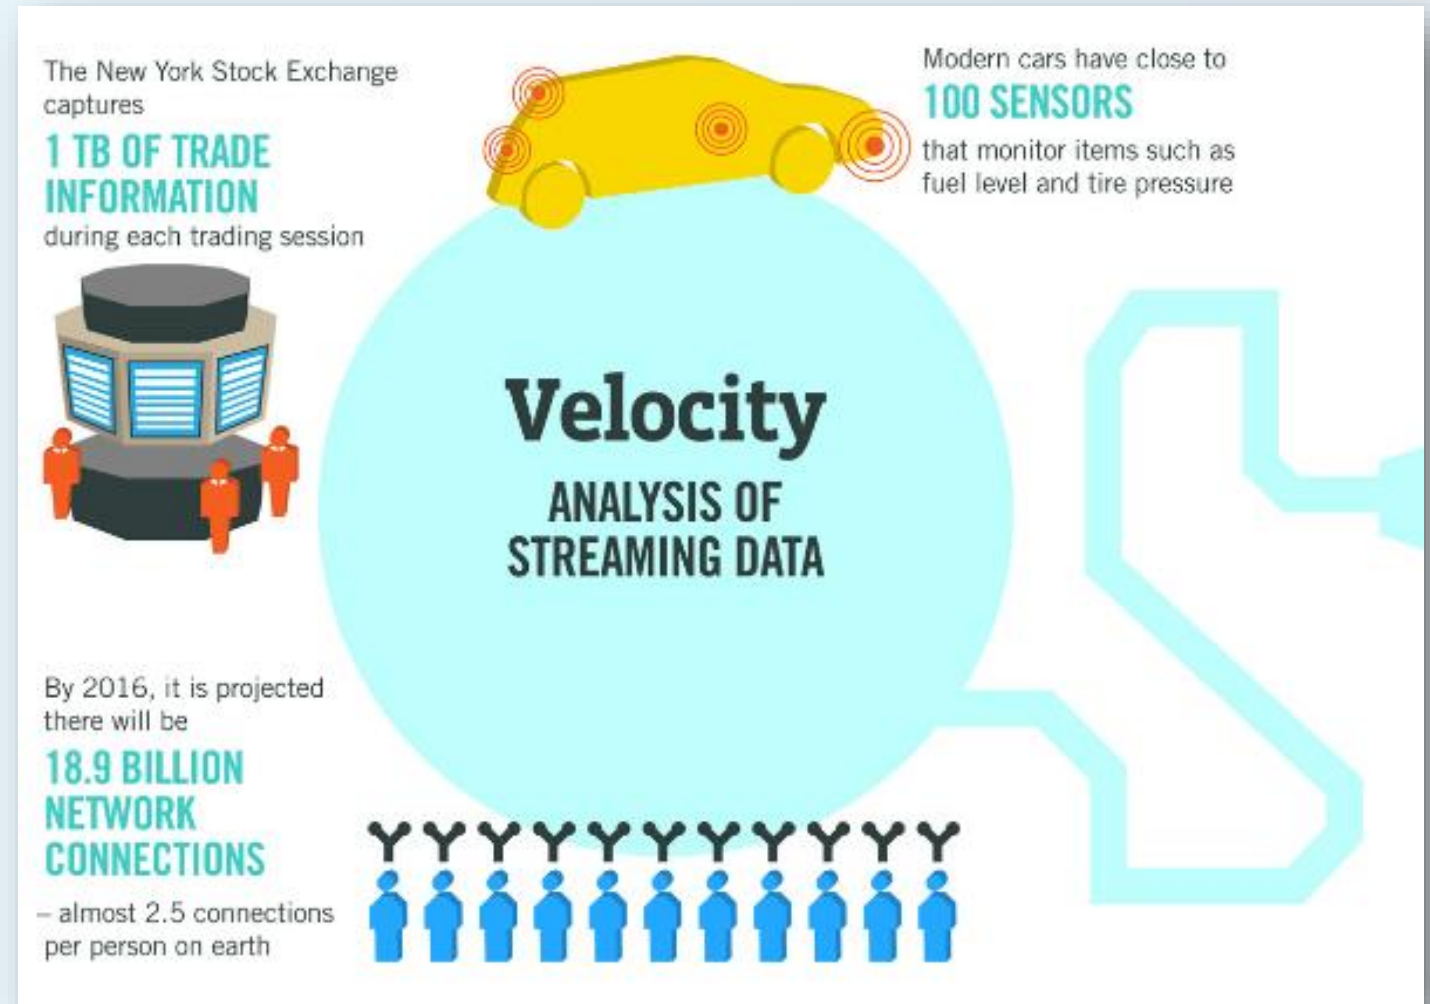 The New York Stock Exchange
captures
1 TB OF TRADE
INFORMATION
during each trading session
Modern cars have close to
100 SENSORS
that monitor items such as
fuel level and tire pressure
Velocity
ANALYSIS OF
STREAMING DATA
By 2016, it is projected
there will be
18.9 BILLION
NETWORK
CONNECTIONS
– almost 2.5 connections
per person on earth